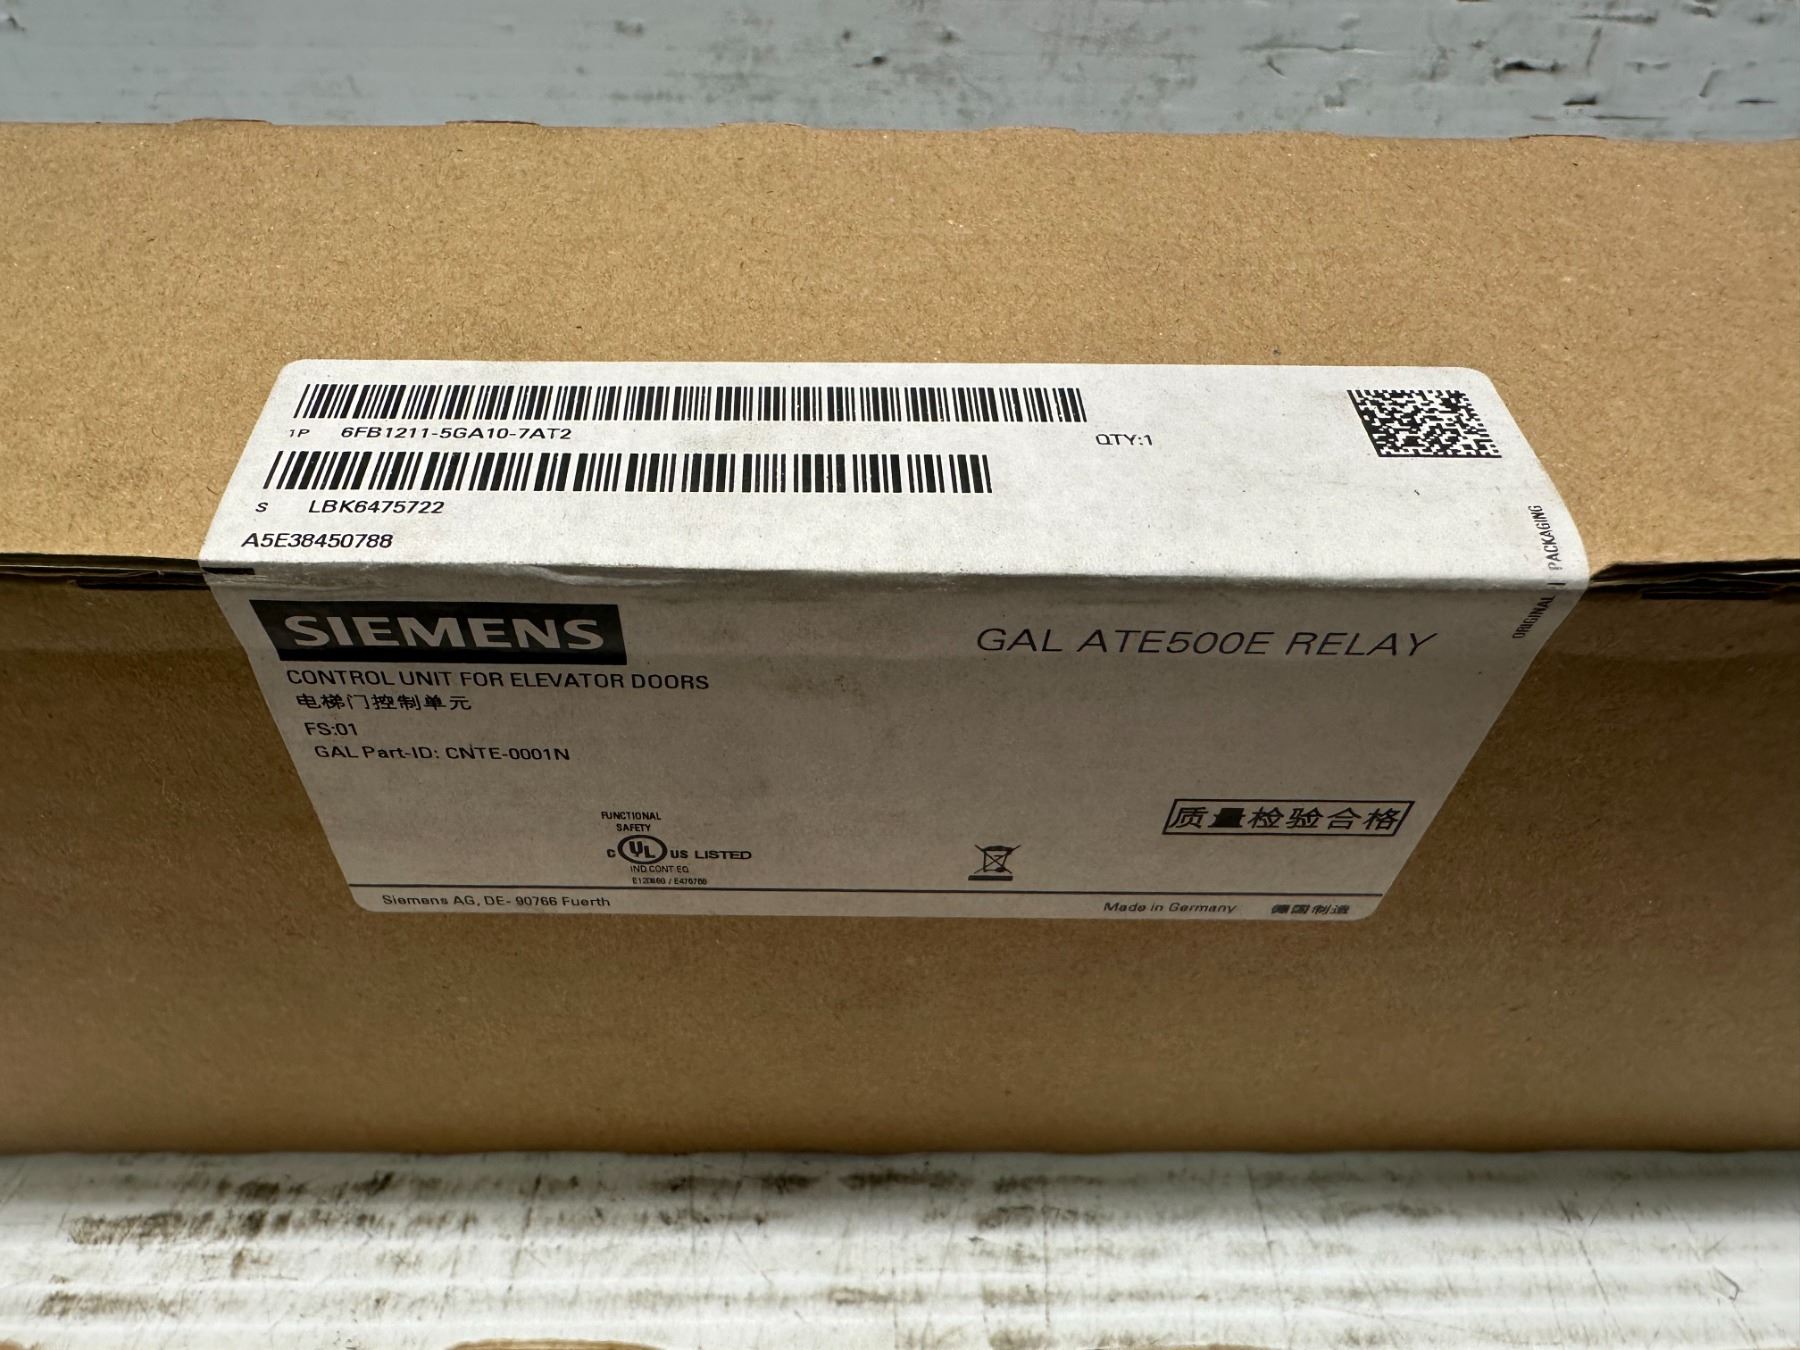 1P 6FB1211-5GA10-7AT2
QTY:1
S LBK6475722
A5E38450788
ORIGINAL PACKAGING
SIEMENS
GAL ATE500E RELAY
CONTROL UNIT FOR ELEVATOR DOORS
电梯门控制单元
FS:01
GAL Part-ID: CNTE-0001N
FUNCTIONAL
SAFETY
C UL US LISTED
IND.CONT.EQ.
质量检验合格
Siemens AG, DE- 90766 Fuerth
Made in Germany 德国制造